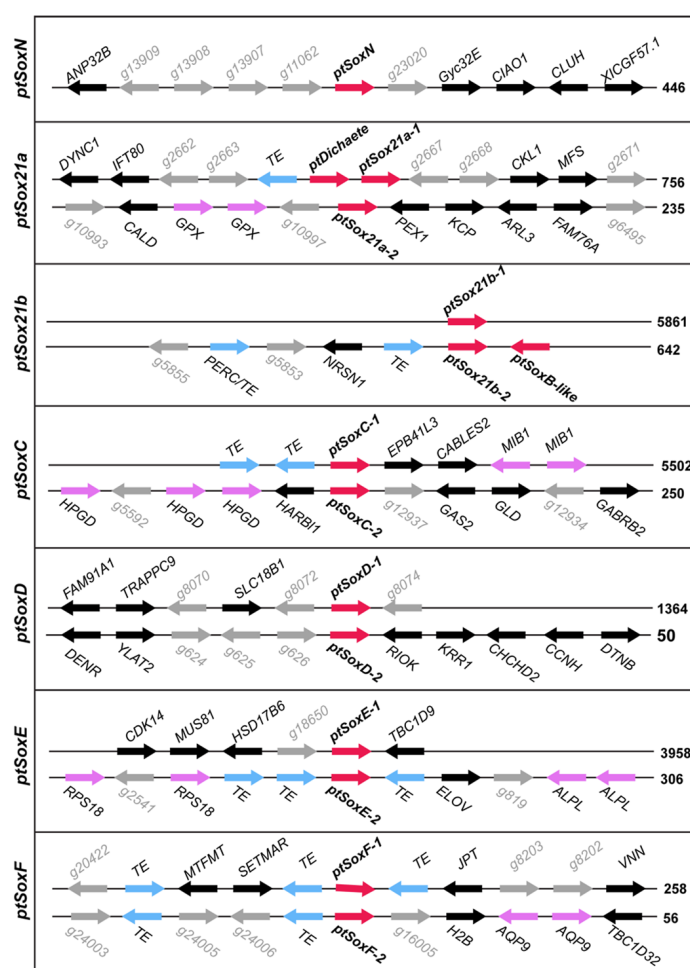 ptSoxN
ANP32B g13909 g13908 g13907 g11062 ptSoxN g23020 Gyc32E CIAO1 CLUH XICGF57.1
446
ptSox21a
DYNC1 IFT80 g2662 g2663 TE ptDichaete ptSox21a-1 g2667 g2668 CKL1 MFS g2671
756
235
g10993 CALD GPX GPX g10997 ptSox21a-2 PEX1 KCP ARL3 FAM76A g6495
ptSox21b
ptSox21b-1
5861
642
g5855 PERC/TE g5853 NRSN1 TE ptSox21b-2 ptSoxB-like
ptSoxC
TE TE ptSoxC-1 EPB41L3 CABLES2 MIB1 MIB1
5502
250
HPGD g5592 HPGD HPGD HARBI1 ptSoxC-2 g12937 GAS2 GLD g12934 GABRB2
ptSoxD
FAM91A1 TRAPPC9 g8070 SLC18B1 g8072 ptSoxD-1 g8074
1364
50
DENR YLAT2 g624 g625 g626 ptSoxD-2 RIOK KRR1 CHCHD2 CCNH DTNB
ptSoxE
CDK14 MUS81 HSD17B6 g18650 ptSoxE-1 TBC1D9
3958
306
RPS18 g2541 RPS18 TE TE ptSoxE-2 TE ELOV g819 ALPL ALPL
ptSoxF
g20422 TE MTFMT SETMAR TE ptSoxF-1 TE JPT g8203 g8202 VNN
258
56
g24003 TE g24005 g24006 TE ptSoxF-2 g16005 H2B AQP9 AQP9 TBC1D32